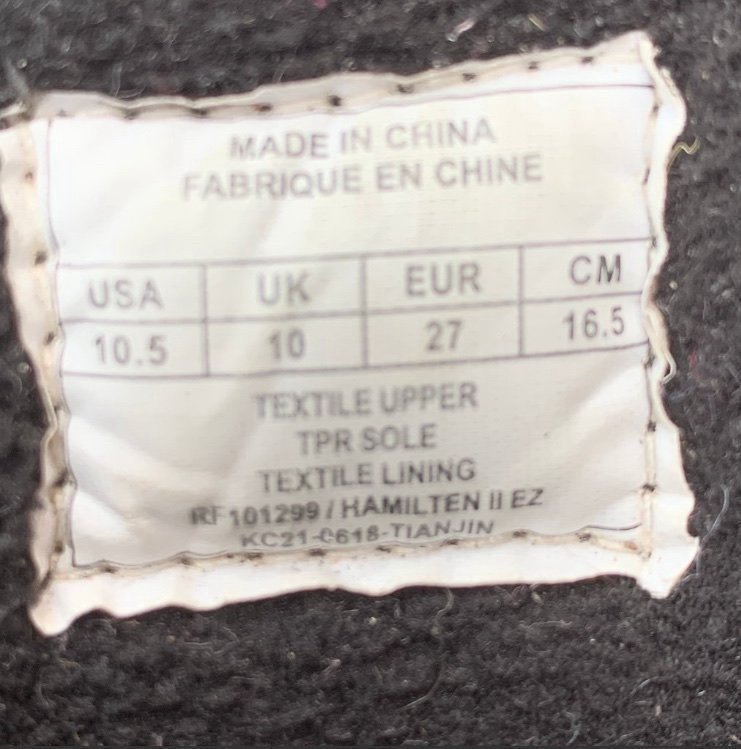 MADE IN CHINA
FABRIQUE EN CHINE
USA UK EUR CM
10.5 10 27 16.5
TEXTILE UPPER
TPR SOLE
TEXTILE LINING
RF101299 / HAMILTEN II EZ
KC21-0618-TIANJIN